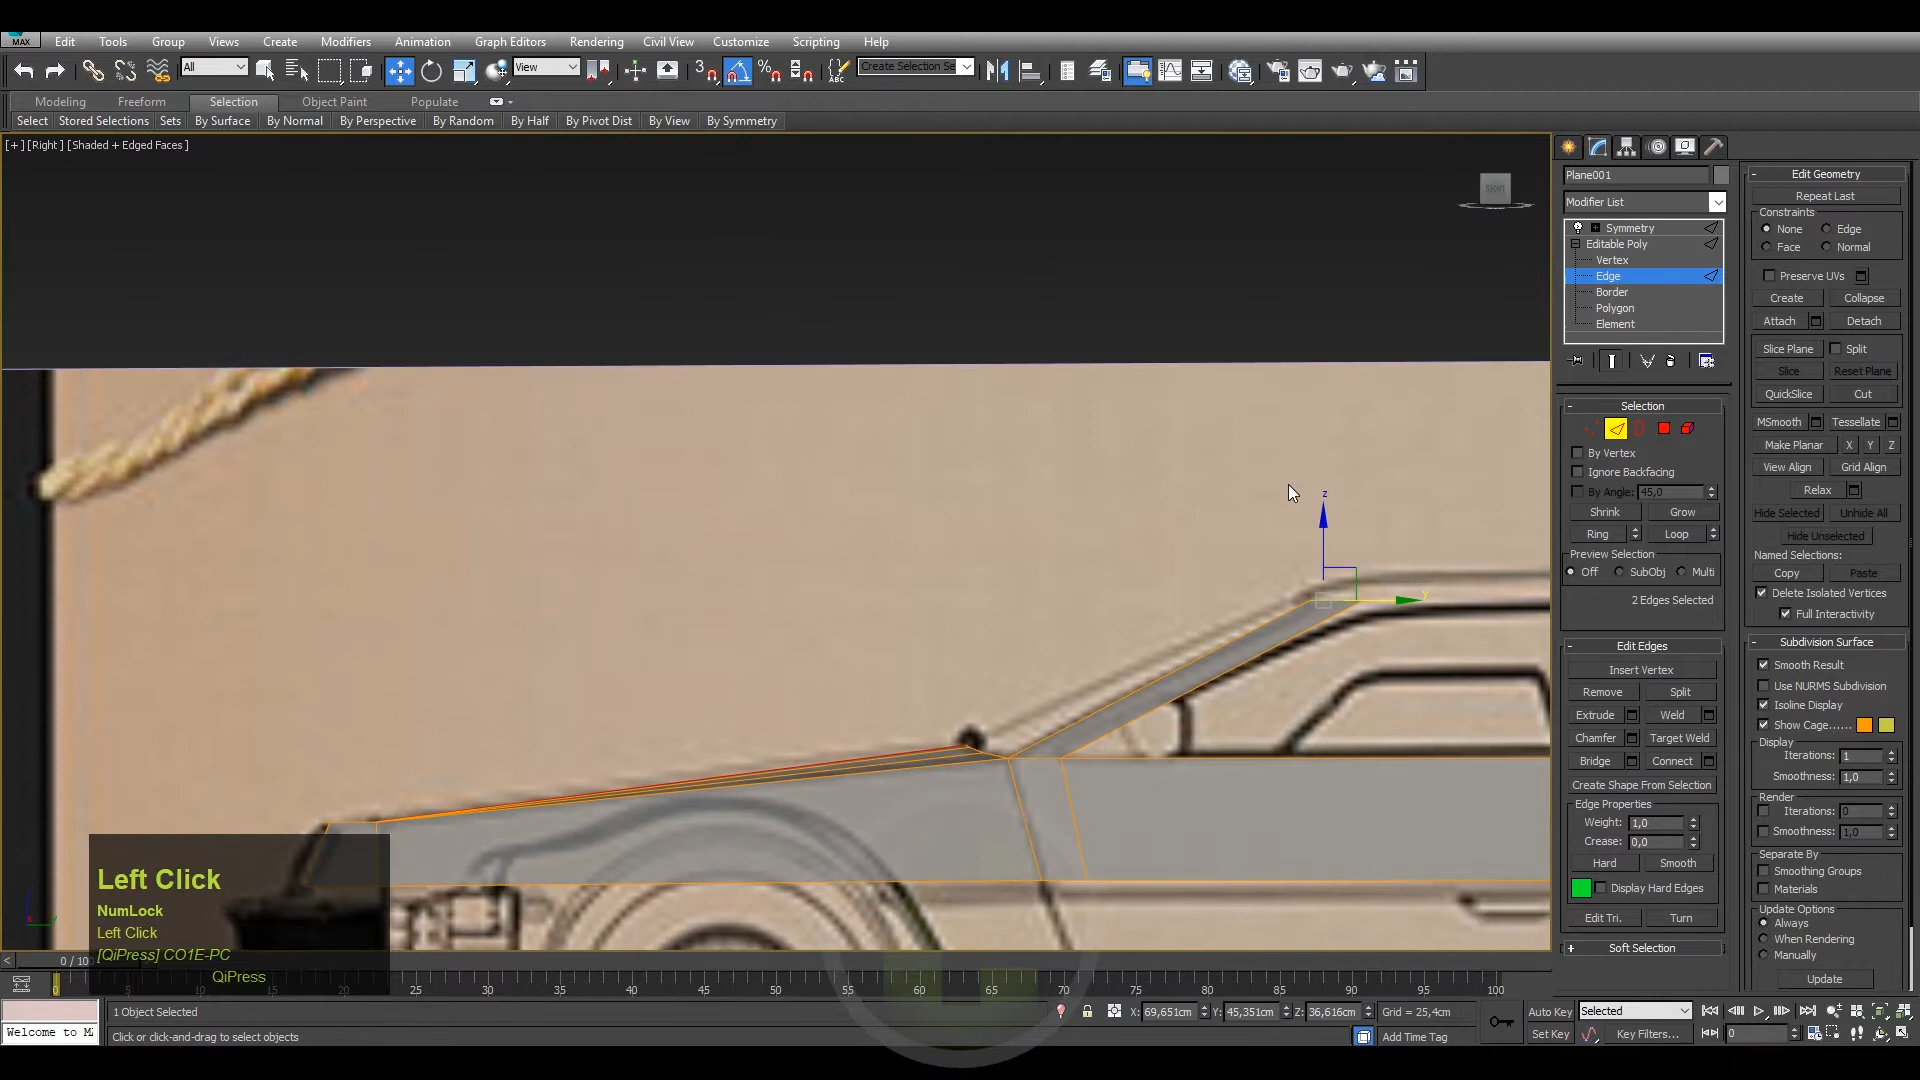 MAX
Edit Tools Group Views Create Modifiers Animation Graph Editors Rendering Civil View Customize Scripting Help
All View 3 % ABC Create Selection Se
Modeling Freeform Selection Object Paint Populate
Select Stored Selections Sets By Surface By Normal By Perspective By Random By Half By Pivot Dist By View By Symmetry
[+] [Right] [Shaded + Edged Faces]
z
y
Plane001
Modifier List
Symmetry
Editable Poly
Vertex
Edge
Border
Polygon
Element
Selection
By Vertex
Ignore Backfacing
By Angle: 45,0
Shrink Grow
Ring Loop
Preview Selection
Off SubObj Multi
2 Edges Selected
Edit Edges
Insert Vertex
Remove Split
Extrude Weld
Chamfer Target Weld
Bridge Connect
Create Shape From Selection
Edge Properties
Weight: 1,0
Crease: 0,0
Hard Smooth
Display Hard Edges
Edit Tri. Turn
Soft Selection
Edit Geometry
Repeat Last
Constraints
None Edge
Face Normal
Preserve UVs
Create Collapse
Attach Detach
Slice Plane Split
Slice Reset Plane
QuickSlice Cut
MSmooth Tessellate
Make Planar X Y Z
View Align Grid Align
Relax
Hide Selected Unhide All
Hide Unselected
Named Selections:
Copy Paste
Delete Isolated Vertices
Full Interactivity
Subdivision Surface
Smooth Result
Use NURMS Subdivision
Isoline Display
Show Cage......
Display
Iterations: 1
Smoothness: 1,0
Render
Iterations: 0
Smoothness: 1,0
Separate By
Smoothing Groups
Materials
Update Options
Always
When Rendering
Manually
Update
Left Click
NumLock
Left Click
[QiPress] CO1E-PC
QiPress
0 / 100
0 5 10 15 20 25 30 35 40 45 50 55 60 65 70 75 80 85 90 95 100
1 Object Selected X: 69,651cm Y: 45,351cm Z: 36,616cm Grid = 25,4cm Auto Key Selected
Welcome to M Click or click-and-drag to select objects Add Time Tag Set Key Key Filters... 0